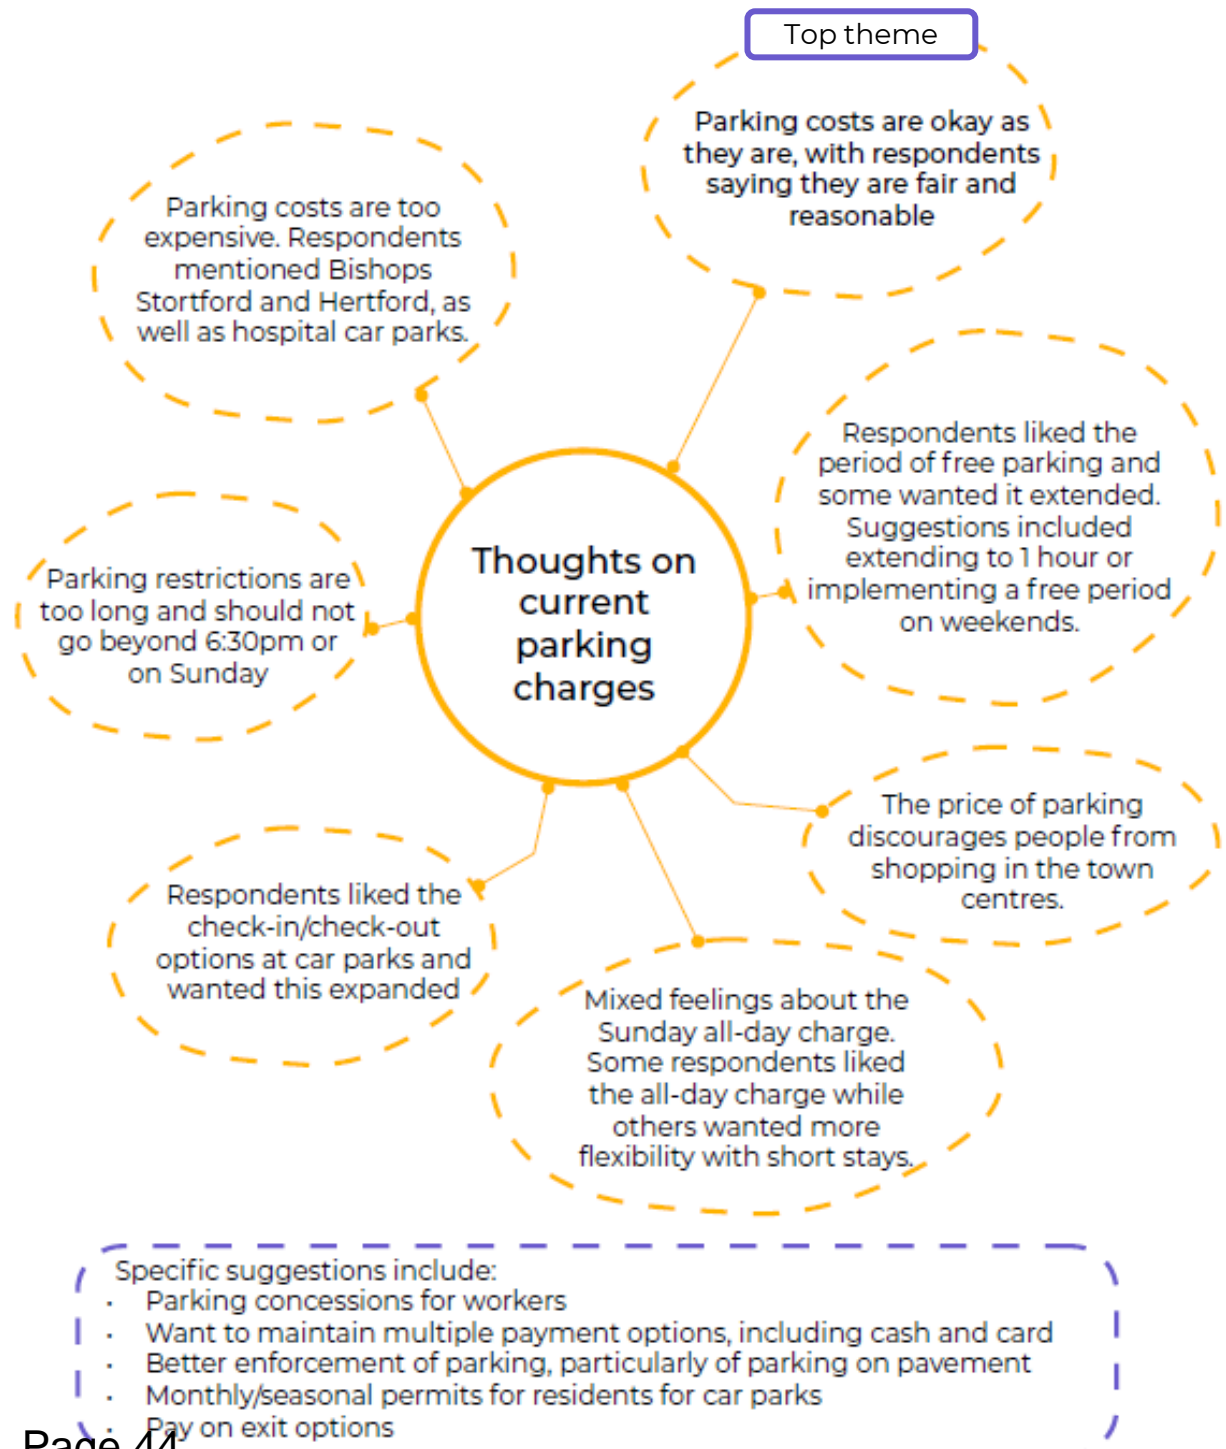 Top theme
Parking costs are okay as
they are, with respondents
saying they are fair and
reasonable
Parking costs are too
expensive. Respondents
mentioned Bishops
Stortford and Hertford, as
well as hospital car parks.
Respondents liked the
period of free parking and
some wanted it extended.
Suggestions included
extending to 1 hour or
implementing a free period
on weekends.
Thoughts on
current
parking
charges
Parking restrictions are
too long and should not
go beyond 6:30pm or
on Sunday
The price of parking
discourages people from
shopping in the town
centres.
Respondents liked the
check-in/check-out
options at car parks and
wanted this expanded
Mixed feelings about the
Sunday all-day charge.
Some respondents liked
the all-day charge while
others wanted more
flexibility with short stays.
Specific suggestions include:
· Parking concessions for workers
· Want to maintain multiple payment options, including cash and card
· Better enforcement of parking, particularly of parking on pavement
· Monthly/seasonal permits for residents for car parks
· Pay on exit options
Page 44